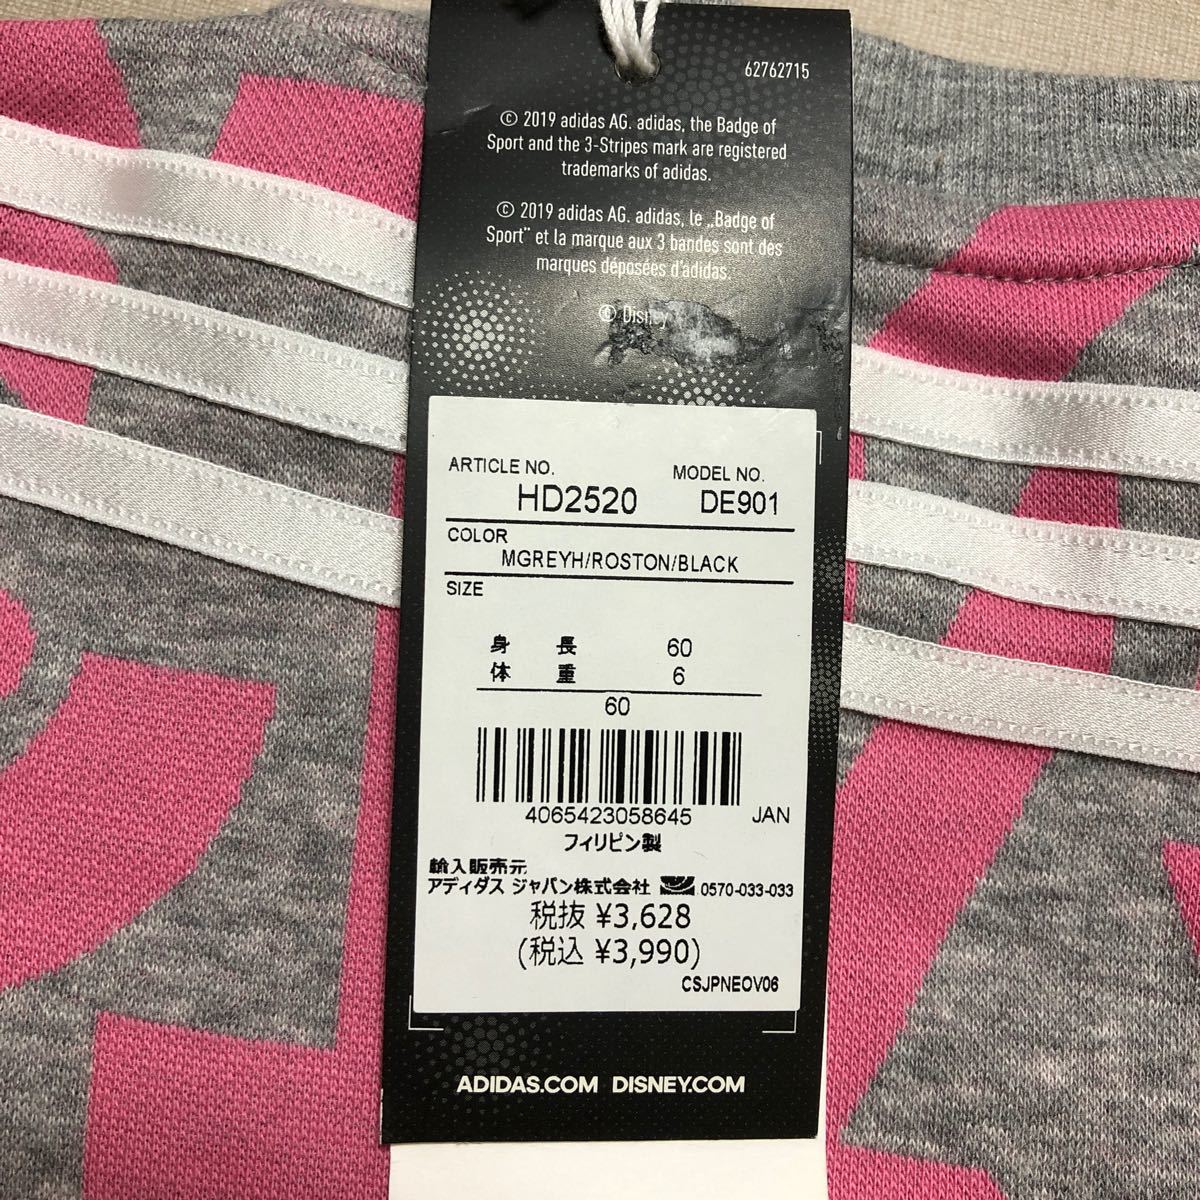 62762715
© 2019 adidas AG. adidas, the Badge of
Sport and the 3-Stripes mark are registered
trademarks of adidas.
© 2019 adidas AG. adidas, le „Badge of
Sport" et la marque aux 3 bandes sont des
marques déposées d'adidas.
© Disney
ARTICLE NO. MODEL NO.
HD2520 DE901
COLOR
MGREYH/ROSTON/BLACK
SIZE
身 長 60
体 重 6
60
4065423058645 JAN
フィリピン製
輸入販売元
アディダス ジャパン株式会社 0570-033-033
税抜 ¥3,628
(税込 ¥3,990)
CSJPNEOV06
ADIDAS.COM DISNEY.COM